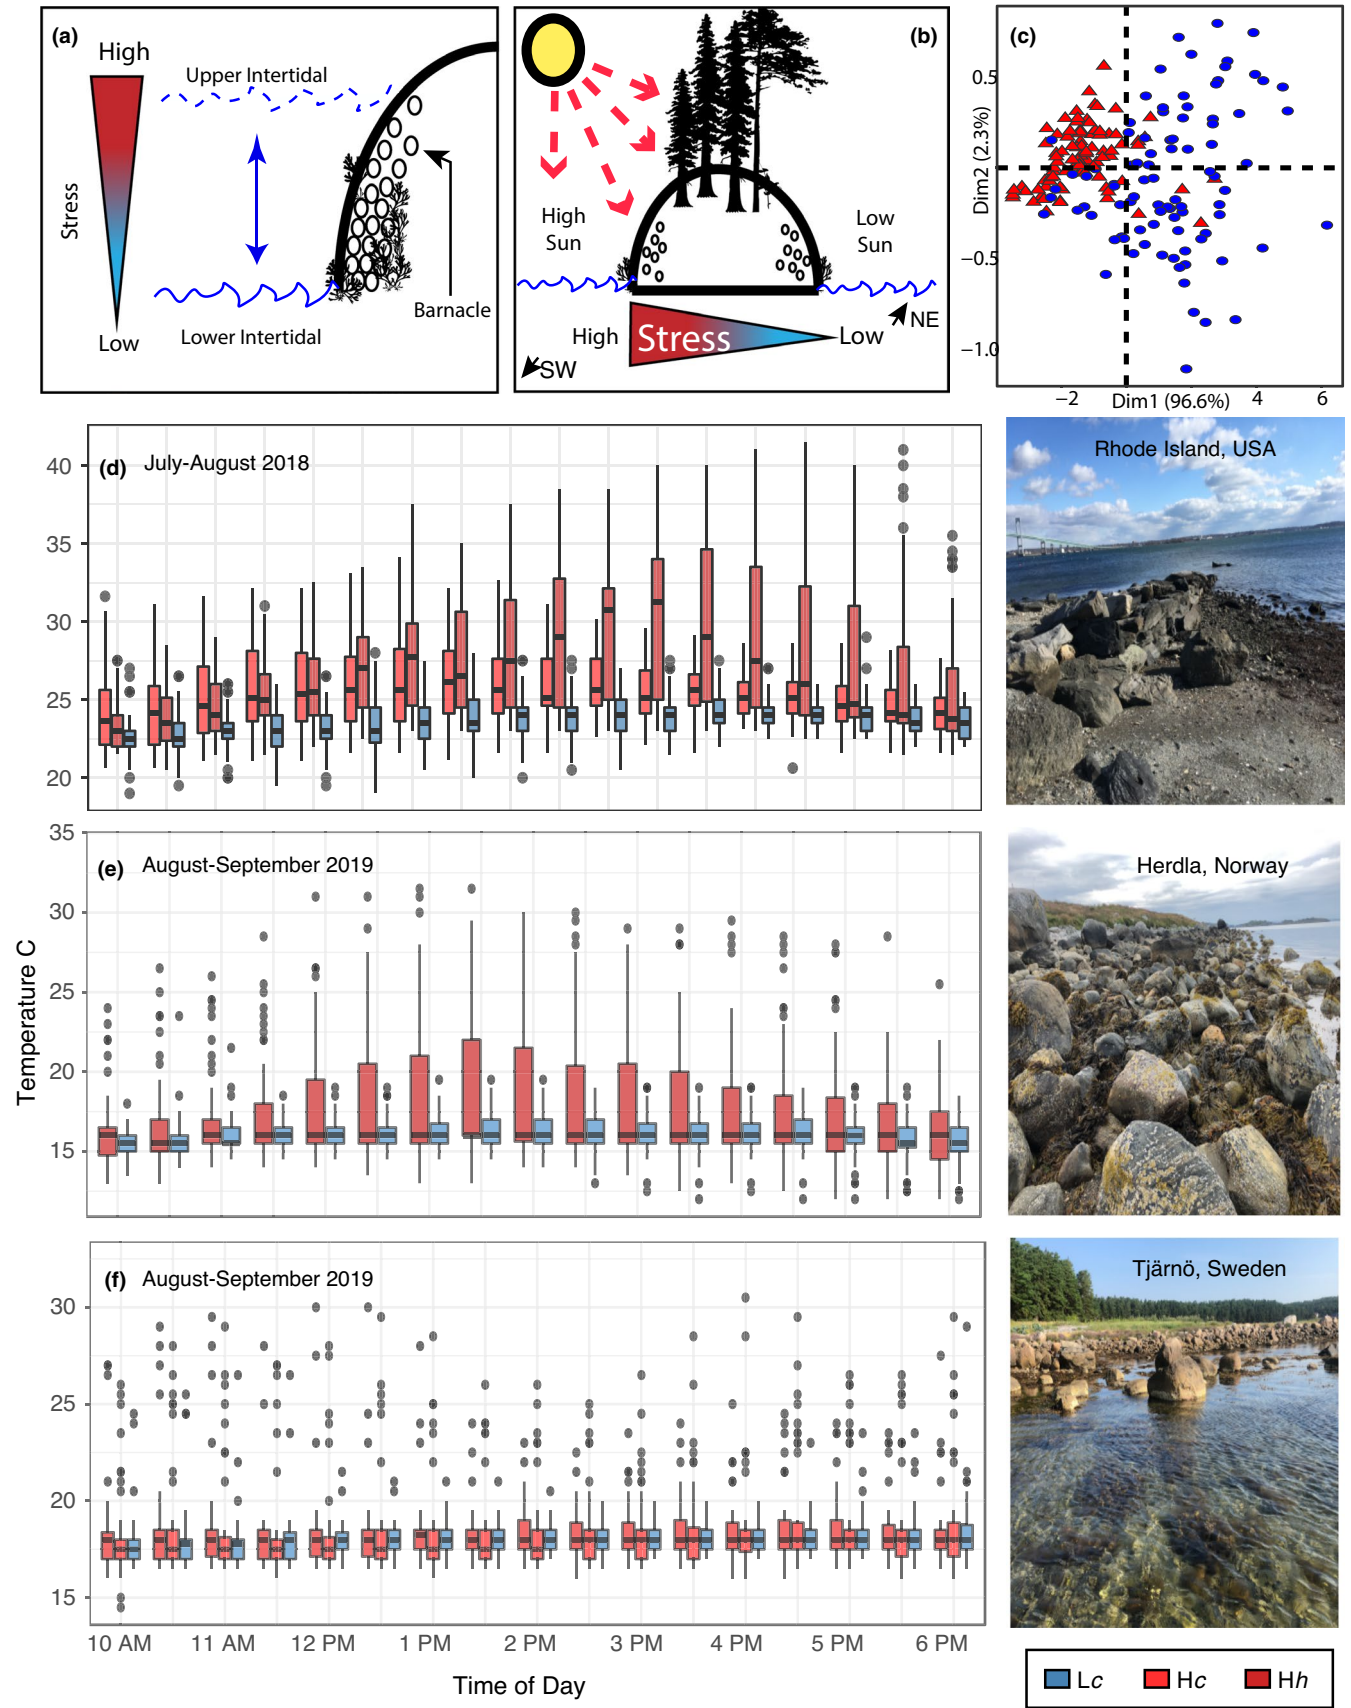 (a)
High
Upper Intertidal
Stress
Barnacle
Low
Lower Intertidal
(b)
High
Sun
Low
Sun
NE
High
Stress
Low
SW
(c)
0.5
−0.5
−1.0
Dim2 (2.3%)
−2
Dim1 (96.6%)
4
6
(d) July-August 2018
40
35
30
25
20
Rhode Island, USA
(e) August-September 2019
35
30
25
20
15
Herdla, Norway
Temperature C
(f) August-September 2019
30
25
20
15
Tjärnö, Sweden
10 AM 11 AM 12 PM 1 PM 2 PM 3 PM 4 PM 5 PM 6 PM
Time of Day
Lc Hc Hh